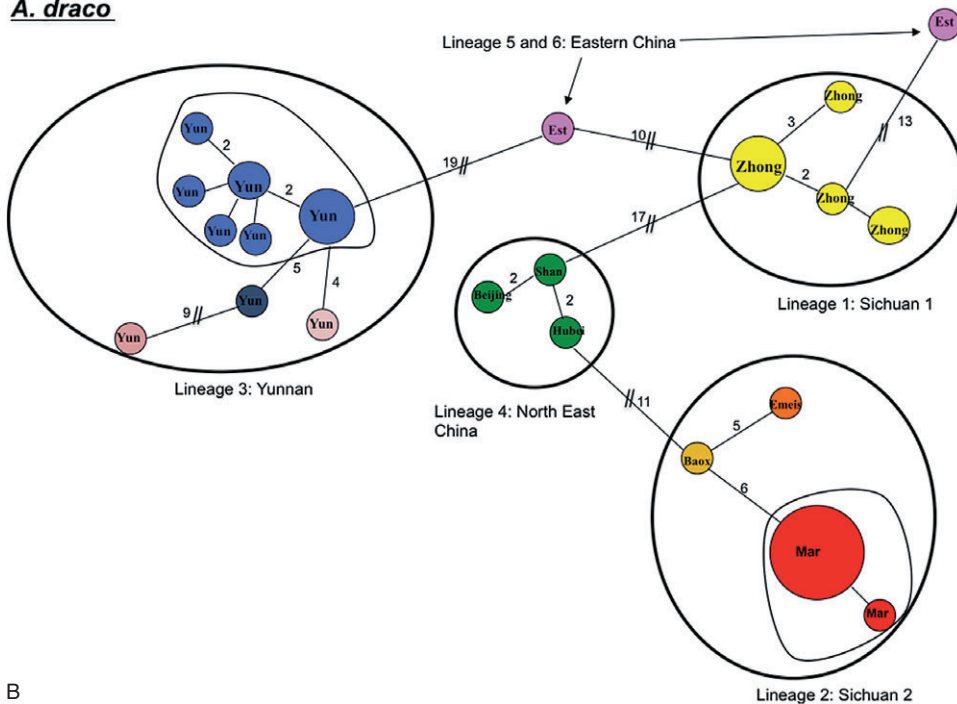 A. draco
Est
Lineage 5 and 6: Eastern China
Zhong
3
13
Yun
2
Est
10
Zhong
19
Yun
2
2
Zhong
Yun
Yun
Zhong
Yun
Yun
17
5
4
Shan
2
Beijing
2
Lineage 1: Sichuan 1
Yun
9
Hubei
Yun
Yun
Lineage 3: Yunnan
Lineage 4: North East
China
11
Emeis
5
Baox
6
Mar
Mar
B
Lineage 2: Sichuan 2